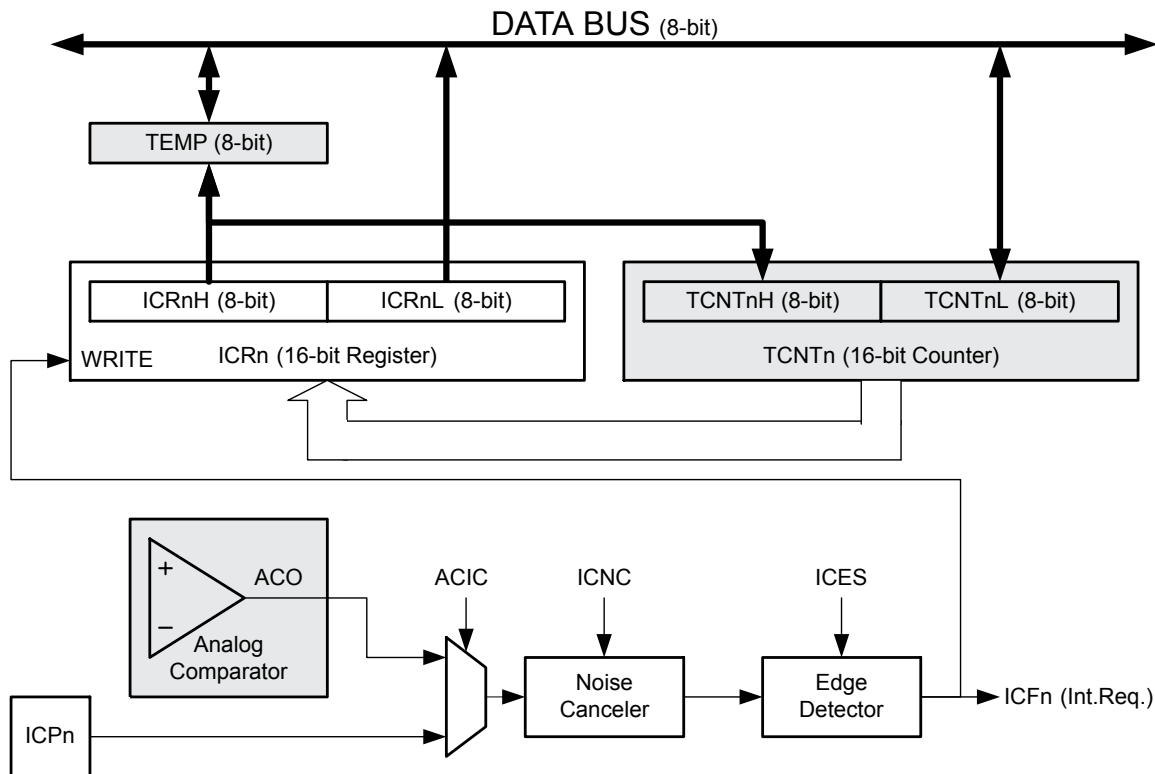 DATA BUS (8-bit)
TEMP (8-bit)
ICRnH (8-bit)
ICRnL (8-bit)
TCNTnH (8-bit)
TCNTnL (8-bit)
WRITE
ICRn (16-bit Register)
TCNTn (16-bit Counter)
+
ACO
−
Analog
Comparator
ACIC
ICNC
ICES
Noise
Canceler
Edge
Detector
ICFn (Int.Req.)
ICPn